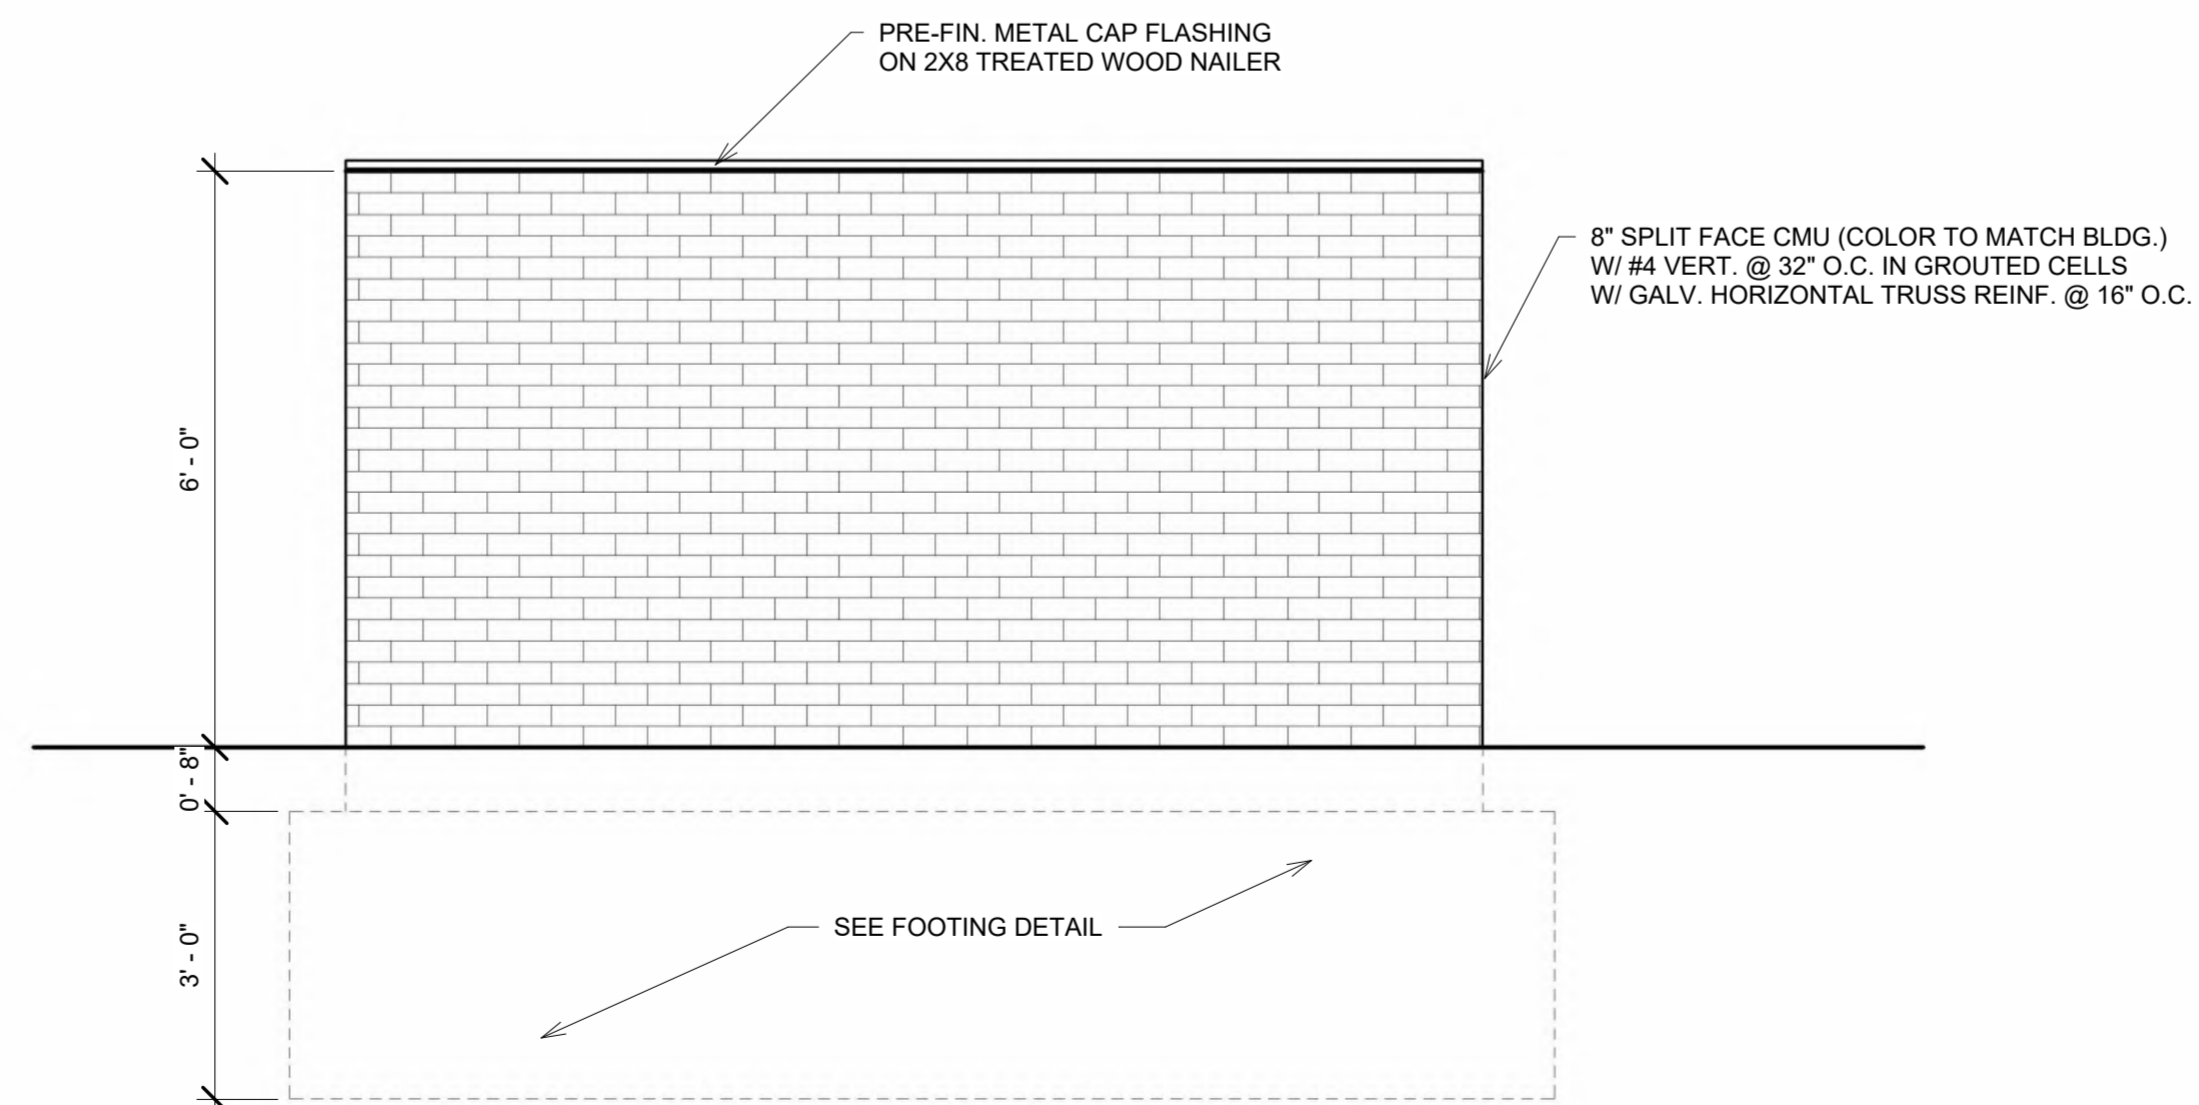 PRE-FIN. METAL CAP FLASHING
ON 2X8 TREATED WOOD NAILER
8" SPLIT FACE CMU (COLOR TO MATCH BLDG.)
W/ #4 VERT. @ 32" O.C. IN GROUTED CELLS
W/ GALV. HORIZONTAL TRUSS REINF. @ 16" O.C.
6' - 0"
0' - 8"
SEE FOOTING DETAIL
3' - 0"